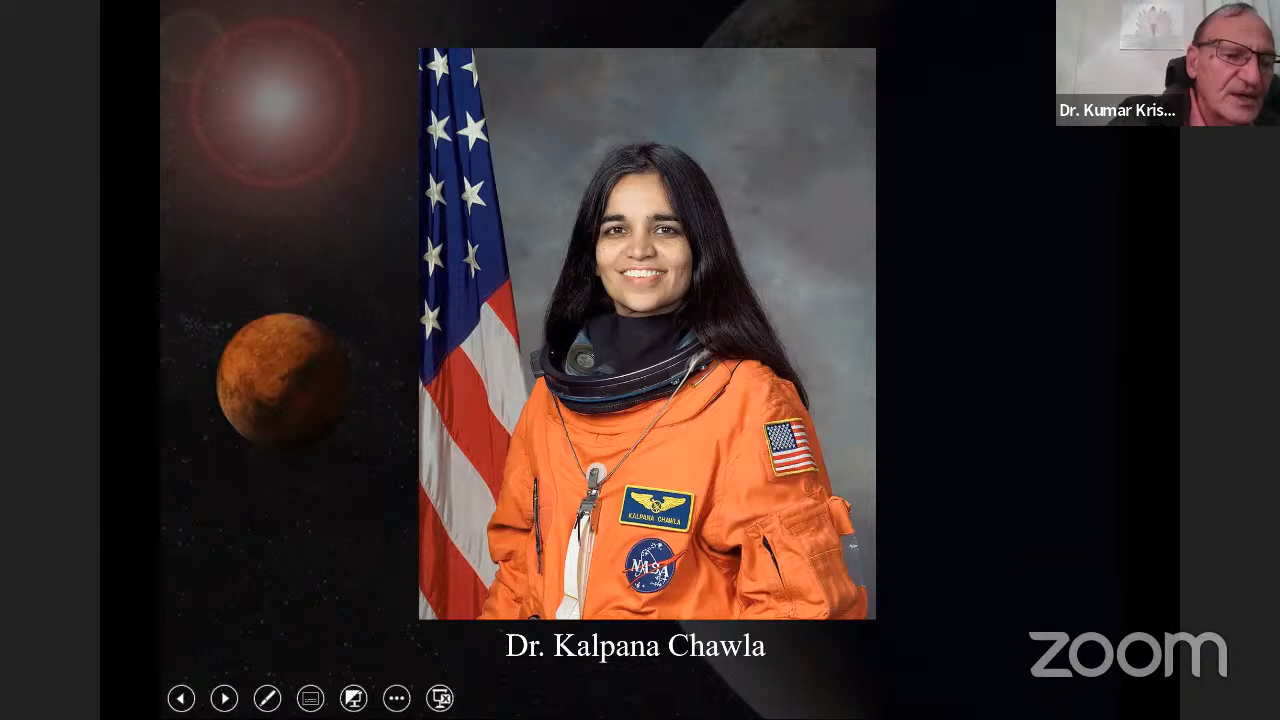 Dr. Kumar Kris...
KALPANA CHAWLA
NASA
Dr. Kalpana Chawla
zoom